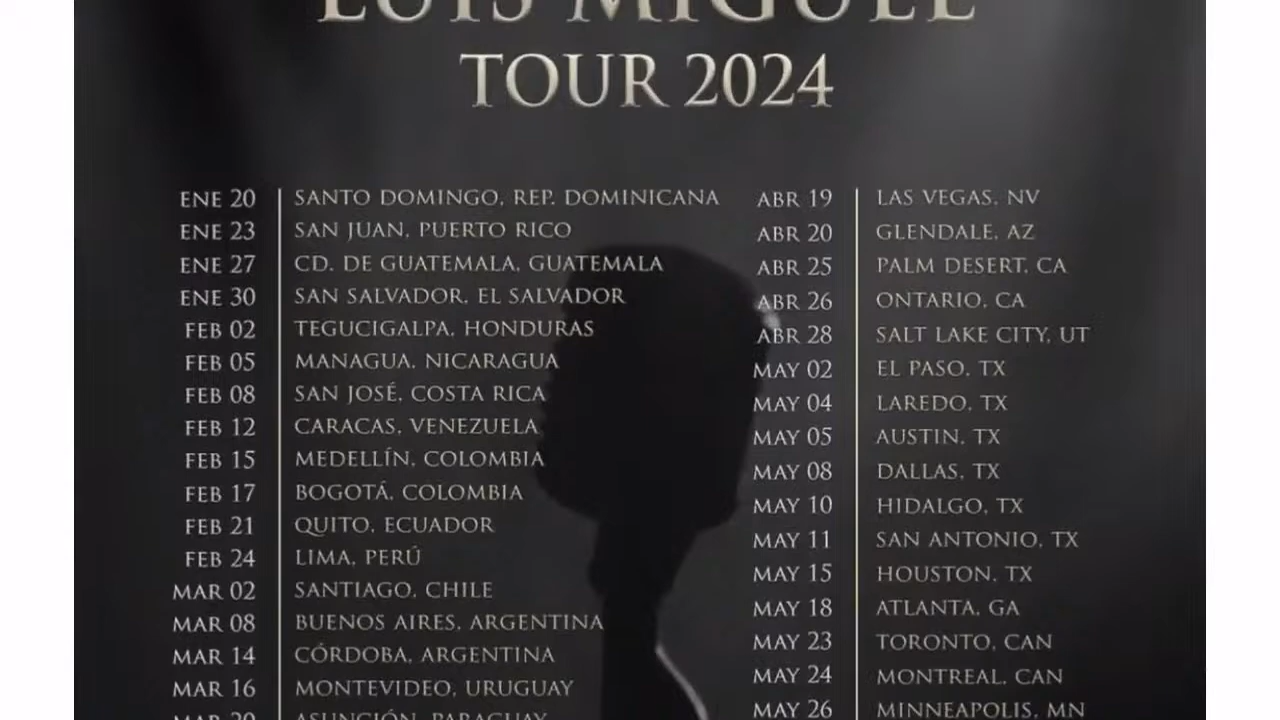 LUIS MIGUEL
TOUR 2024
ENE 20 SANTO DOMINGO, REP. DOMINICANA
ENE 23 SAN JUAN, PUERTO RICO
ENE 27 CD. DE GUATEMALA, GUATEMALA
ENE 30 SAN SALVADOR, EL SALVADOR
FEB 02 TEGUCIGALPA, HONDURAS
FEB 05 MANAGUA, NICARAGUA
FEB 08 SAN JOSÉ, COSTA RICA
FEB 12 CARACAS, VENEZUELA
FEB 15 MEDELLÍN, COLOMBIA
FEB 17 BOGOTÁ, COLOMBIA
FEB 21 QUITO, ECUADOR
FEB 24 LIMA, PERÚ
MAR 02 SANTIAGO, CHILE
MAR 08 BUENOS AIRES, ARGENTINA
MAR 14 CÓRDOBA, ARGENTINA
MAR 16 MONTEVIDEO, URUGUAY
MAR 20 ASUNCIÓN, PARAGUAY
ABR 19 LAS VEGAS, NV
ABR 20 GLENDALE, AZ
ABR 25 PALM DESERT, CA
ABR 26 ONTARIO, CA
ABR 28 SALT LAKE CITY, UT
MAY 02 EL PASO, TX
MAY 04 LAREDO, TX
MAY 05 AUSTIN, TX
MAY 08 DALLAS, TX
MAY 10 HIDALGO, TX
MAY 11 SAN ANTONIO, TX
MAY 15 HOUSTON, TX
MAY 18 ATLANTA, GA
MAY 23 TORONTO, CAN
MAY 24 MONTREAL, CAN
MAY 26 MINNEAPOLIS, MN